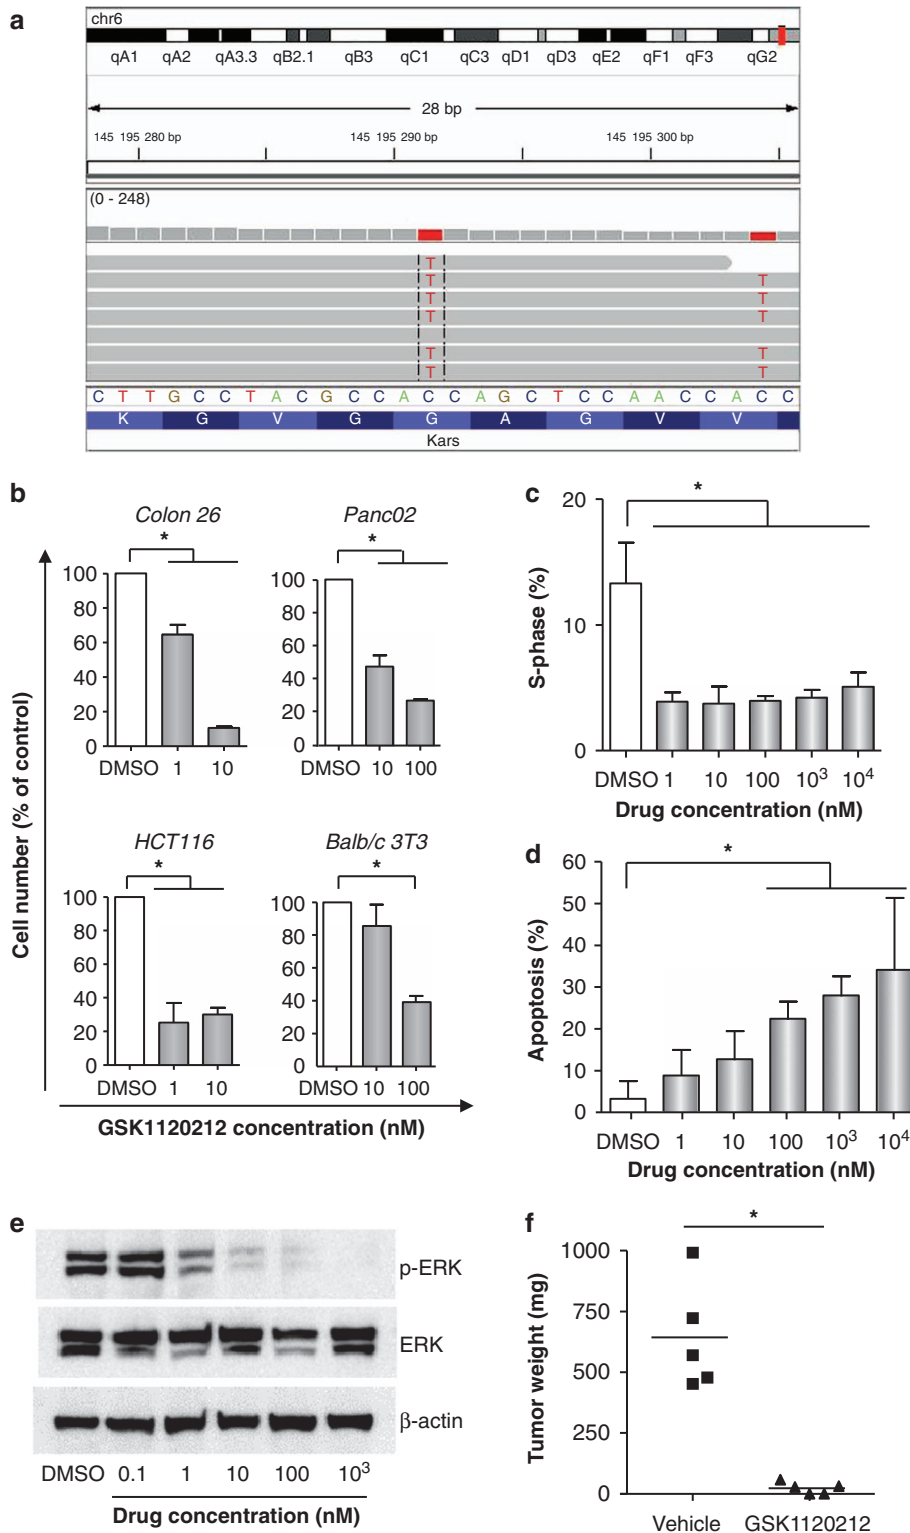 a
chr6
qA1 qA2 qA3.3 qB2.1 qB3 qC1 qC3 qD1 qD3 qE2 qF1 qF3 qG2
28 bp
145 195 280 bp 145 195 290 bp 145 195 300 bp
(0 - 248)
T
T T
T T
T T
T T
T T
C T T G C C T A C G C C A C C A G C T C C A A C C A C C
K G V G G A G V V
Kars
b
Cell number (% of control)
Colon 26
*
100
80
60
40
20
0
DMSO 1 10
Panc02
*
100
80
60
40
20
0
DMSO 10 100
HCT116
*
100
80
60
40
20
0
DMSO 1 10
Balb/c 3T3
*
100
80
60
40
20
0
DMSO 10 100
GSK1120212 concentration (nM)
c
*
S-phase (%)
20
10
0
DMSO 1 10 100 10³ 10⁴
Drug concentration (nM)
d
*
Apoptosis (%)
60
50
40
30
20
10
0
DMSO 1 10 100 10³ 10⁴
Drug concentration (nM)
e
p-ERK
ERK
β-actin
DMSO 0.1 1 10 100 10³
Drug concentration (nM)
f
*
Tumor weight (mg)
1000
750
500
250
0
Vehicle GSK1120212